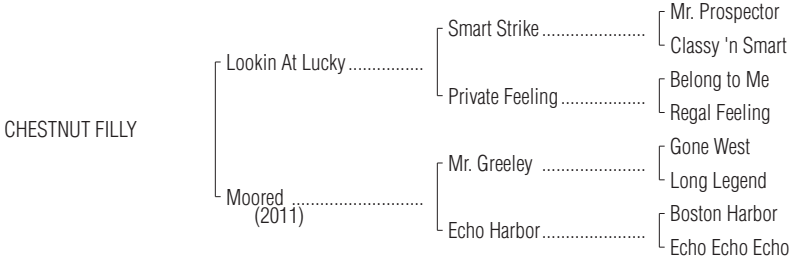 Mr. Prospector
Smart Strike ......................
Classy 'n Smart
Lookin At Lucky ................
Belong to Me
Private Feeling ..................
Regal Feeling
CHESTNUT FILLY
Gone West
Mr. Greeley ......................
Long Legend
Moored ............................
(2011)
Boston Harbor
Echo Harbor ......................
Echo Echo Echo